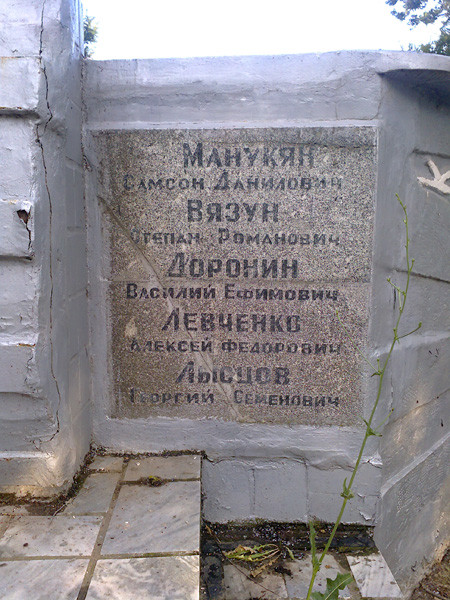 МАНУКЯН
САМСОН ДАНИЛОВИЧ
ВЯЗУН
СТЕПАН РОМАНОВИЧ
ДОРОНИН
ВАСИЛИЙ ЕФИМОВИЧ
ЛЕВЧЕНКО
АЛЕКСЕЙ ФЕДОРОВИЧ
ЛЫСЦОВ
ГЕОРГИЙ СЕМЕНОВИЧ